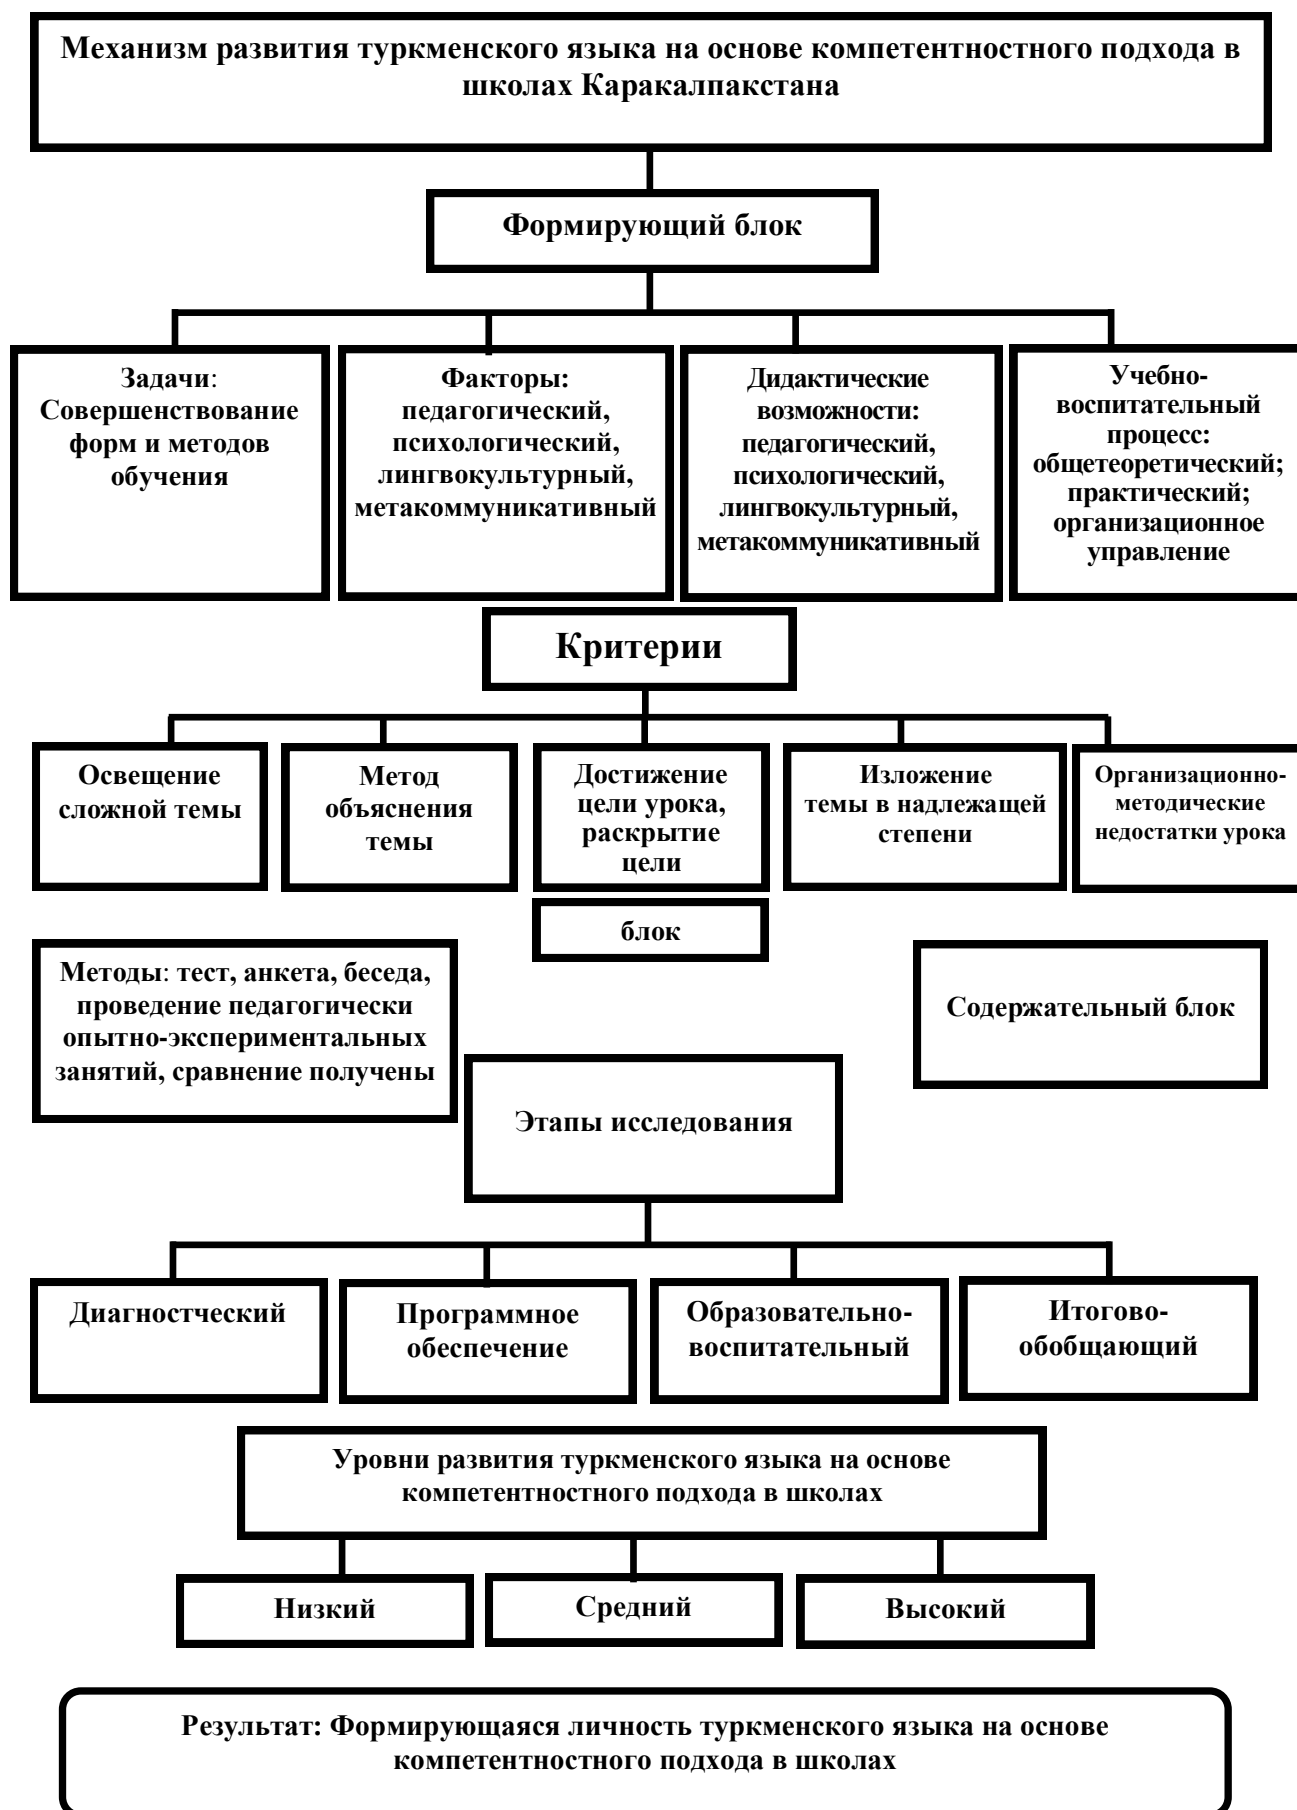 Механизм развития туркменского языка на основе компетентностного подхода в
школах Каракалпакстана
Формирующий блок
Задачи:
Совершенствование
форм и методов
обучения
Факторы:
педагогический,
психологический,
лингвокультурный,
метакоммуникативный
Дидактические
возможности:
педагогический,
психологический,
лингвокультурный,
метакоммуникативный
Учебно-
воспитательный
процесс:
общетеоретический;
практический;
организационное
управление
Критерии
Освещение
сложной темы
Метод
объяснения
темы
Достижение
цели урока,
раскрытие
цели
Изложение
темы в надлежащей
степени
Организационно-
методические
недостатки урока
блок
Методы: тест, анкета, беседа,
проведение педагогически
опытно-экспериментальных
занятий, сравнение получены
Содержательный блок
Этапы исследования
Диагностческий
Программное
обеспечение
Образовательно-
воспитательный
Итогово-
обобщающий
Уровни развития туркменского языка на основе
компетентностного подхода в школах
Низкий
Средний
Высокий
Результат: Формирующаяся личность туркменского языка на основе
компетентностного подхода в школах